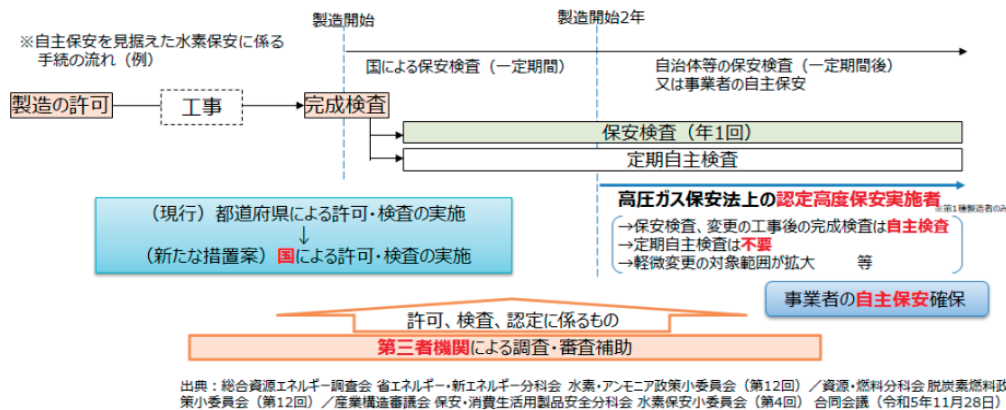 製造開始
製造開始2年
※自主保安を見据えた水素保安に係る
手続の流れ（例）
国による保安検査（一定期間）
自治体等の保安検査（一定期間後）
又は事業者の自主保安
製造の許可
工事
完成検査
保安検査（年1回）
定期自主検査
高圧ガス保安法上の認定高度保安実施者
※第1種製造者のみ
（現行）都道府県による許可・検査の実施
↓
（新たな措置案）国による許可・検査の実施
→保安検査、変更の工事後の完成検査は自主検査
→定期自主検査は不要
→軽微変更の対象範囲が拡大　等
事業者の自主保安確保
許可、検査、認定に係るもの
第三者機関による調査・審査補助
出典：総合資源エネルギー調査会 省エネルギー・新エネルギー分科会 水素・アンモニア政策小委員会（第12回）／資源・燃料分科会 脱炭素燃料政
策小委員会（第12回）／産業構造審議会 保安・消費生活用製品安全分科会 水素保安小委員会（第4回） 合同会議（令和5年11月28日）